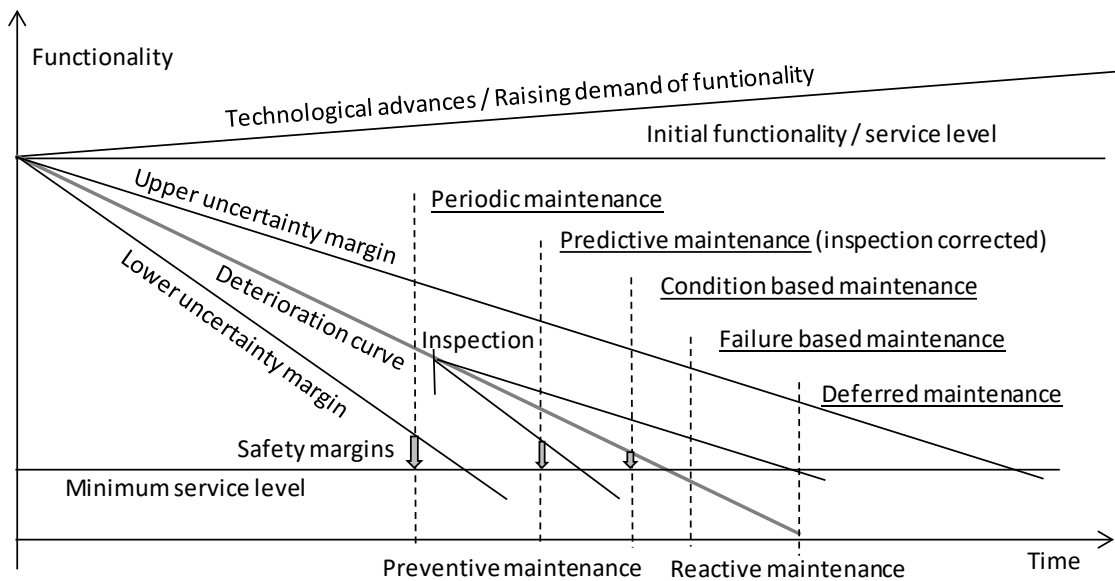 Functionality
Technological advances / Raising demand of funtionality
Initial functionality / service level
Upper uncertainty margin
Periodic maintenance
Predictive maintenance (inspection corrected)
Lower uncertainty margin
Deterioration curve
Condition based maintenance
Inspection
Failure based maintenance
Deferred maintenance
Safety margins
Minimum service level
Time
Preventive maintenance
Reactive maintenance